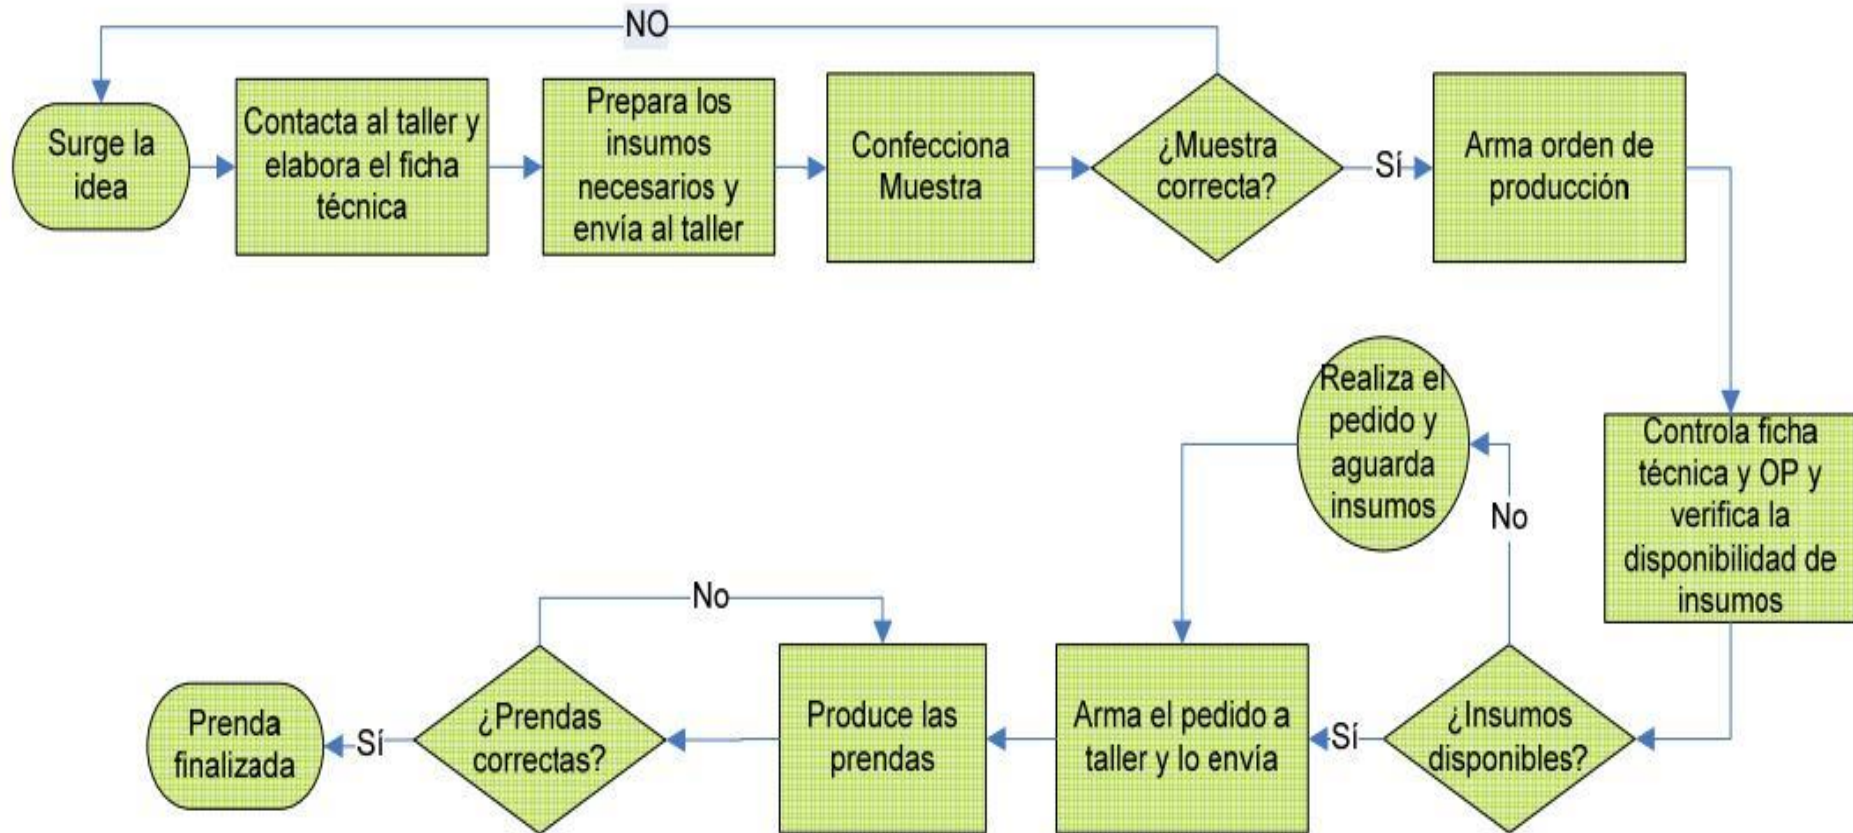 NO
Surge la
idea
Contacta al taller y
elabora el ficha
técnica
Prepara los
insumos
necesarios y
envía al taller
Confecciona
Muestra
¿Muestra
correcta?
Sí
Arma orden de
producción
Controla ficha
técnica y OP y
verifica la
disponibilidad de
insumos
¿Insumos
disponibles?
No
Realiza el
pedido y
aguarda
insumos
Sí
Arma el pedido a
taller y lo envía
Produce las
prendas
¿Prendas
correctas?
No
Sí
Prenda
finalizada